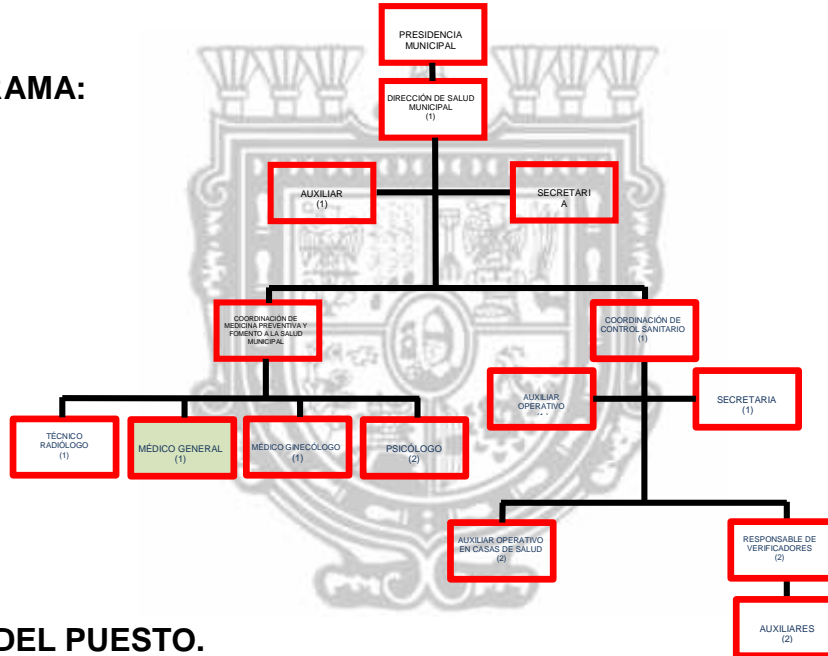 RAMA:
PRESIDENCIA
MUNICIPAL
DIRECCIÓN DE SALUD
MUNICIPAL
(1)
AUXILIAR
(1)
SECRETARI
A
COORDINACIÓN DE
MEDICINA PREVENTIVA Y
FOMENTO A LA SALUD
MUNICIPAL
COORDINACIÓN DE
CONTROL SANITARIO
(1)
AUXILIAR
OPERATIVO
SECRETARIA
(1)
TÉCNICO
RADIÓLOGO
(1)
MÉDICO GENERAL
(1)
MÉDICO GINECÓLOGO
(1)
PSICÓLOGO
(2)
AUXILIAR OPERATIVO
EN CASAS DE SALUD
(2)
RESPONSABLE DE
VERIFICADORES
(2)
AUXILIARES
(2)
DEL PUESTO.